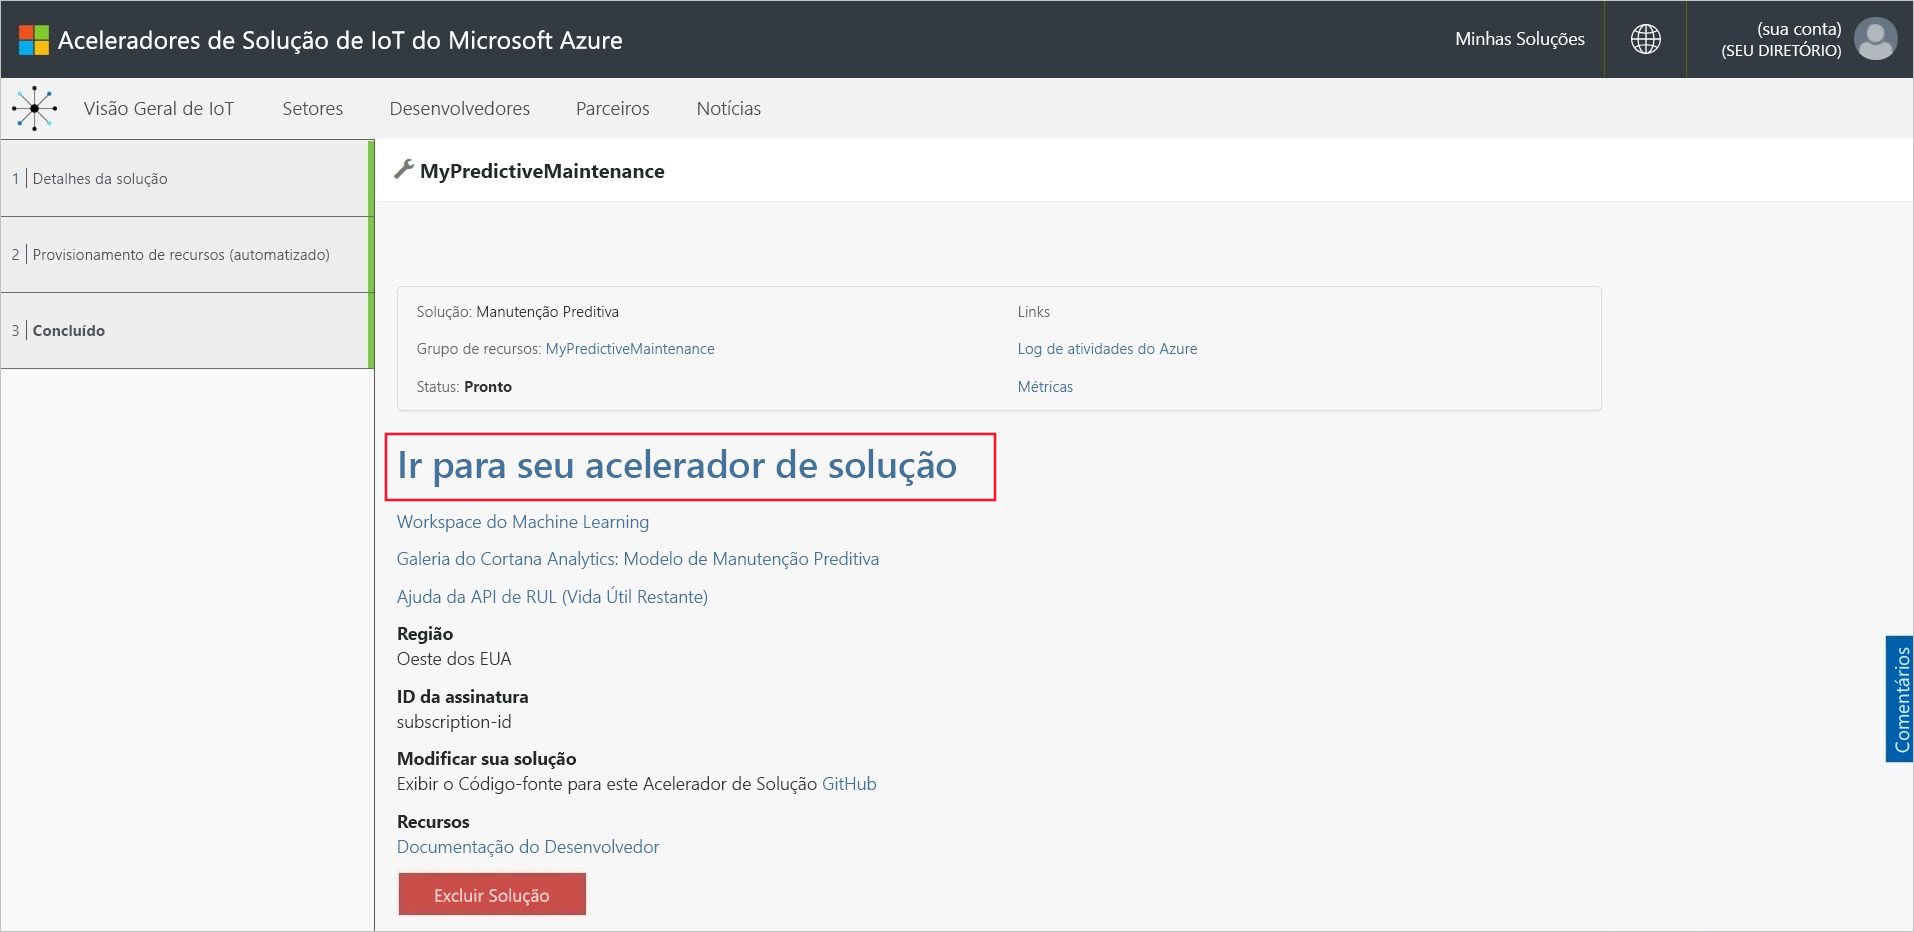 Aceleradores de Solução de IoT do Microsoft Azure
Minhas Soluções
(sua conta)
(SEU DIRETÓRIO)
Visão Geral de IoT
Setores
Desenvolvedores
Parceiros
Notícias
1 | Detalhes da solução
2 | Provisionamento de recursos (automatizado)
3 | Concluído
MyPredictiveMaintenance
Solução: Manutenção Preditiva
Grupo de recursos: MyPredictiveMaintenance
Status: Pronto
Links
Log de atividades do Azure
Métricas
Ir para seu acelerador de solução
Workspace do Machine Learning
Galeria do Cortana Analytics: Modelo de Manutenção Preditiva
Ajuda da API de RUL (Vida Útil Restante)
Região
Oeste dos EUA
ID da assinatura
subscription-id
Modificar sua solução
Exibir o Código-fonte para este Acelerador de Solução GitHub
Recursos
Documentação do Desenvolvedor
Excluir Solução
Comentários